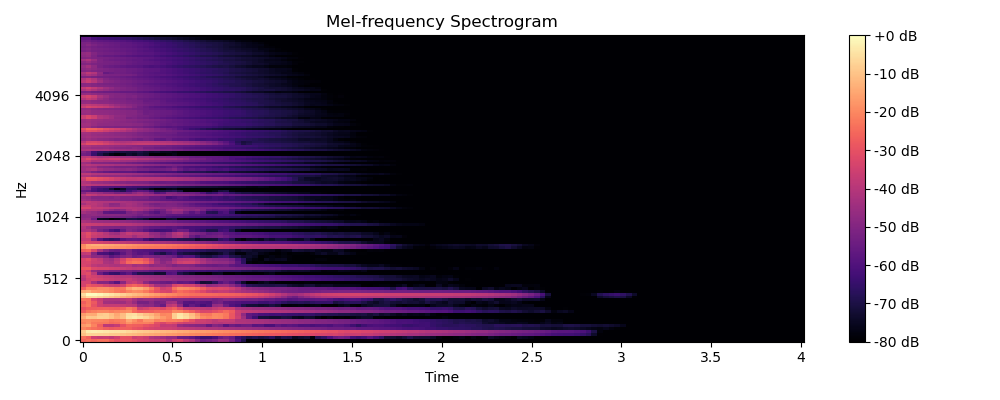 Mel-frequency Spectrogram
Hz
4096
2048
1024
512
0
0
0.5
1
1.5
2
2.5
3
3.5
4
Time
+0 dB
-10 dB
-20 dB
-30 dB
-40 dB
-50 dB
-60 dB
-70 dB
-80 dB